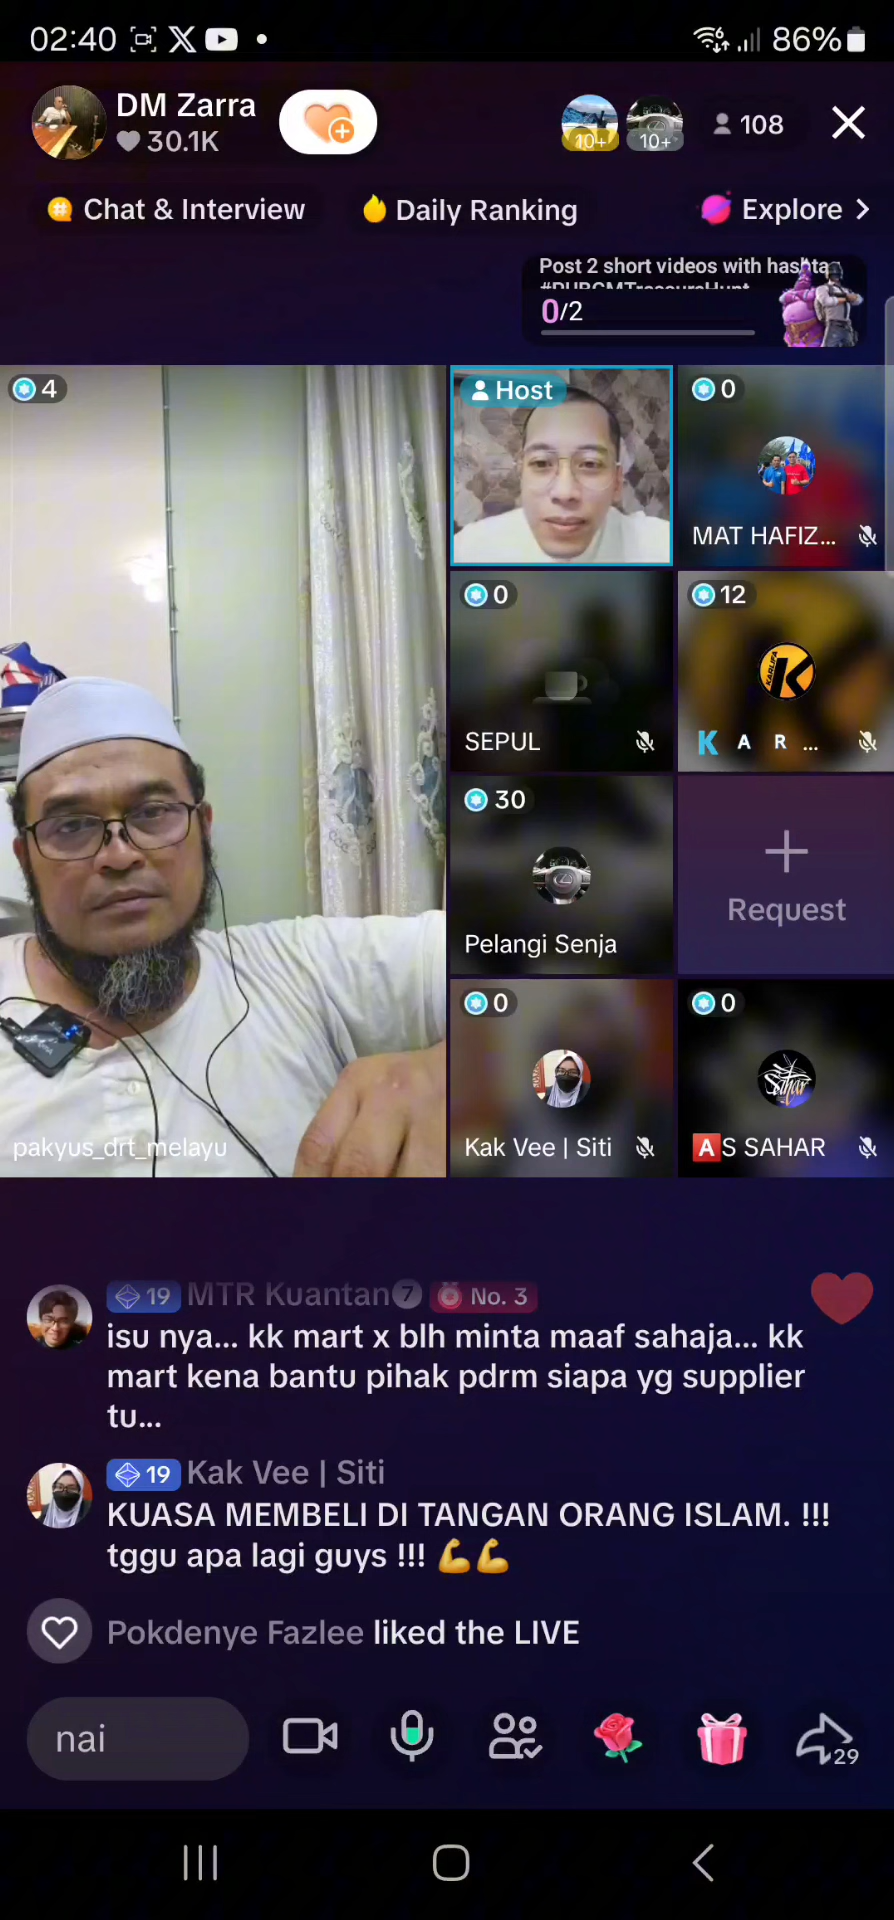 02:40
86%
DM Zarra
30.1K
10+
10+
108
Chat & Interview
Daily Ranking
Explore
Post 2 short videos with hashta
0/2
4
Host
0
MAT HAFIZ...
0
SEPUL
12
K A R ...
30
Pelangi Senja
Request
0
Kak Vee | Siti
0
AS SAHAR
pakyus_drt_melayu
19 MTR Kuantan 7 No. 3
isu nya... kk mart x blh minta maaf sahaja... kk
mart kena bantu pihak pdrm siapa yg supplier
tu...
19 Kak Vee | Siti
KUASA MEMBELI DI TANGAN ORANG ISLAM. !!!
tggu apa lagi guys !!! 💪💪
Pokdenye Fazlee liked the LIVE
nai
29